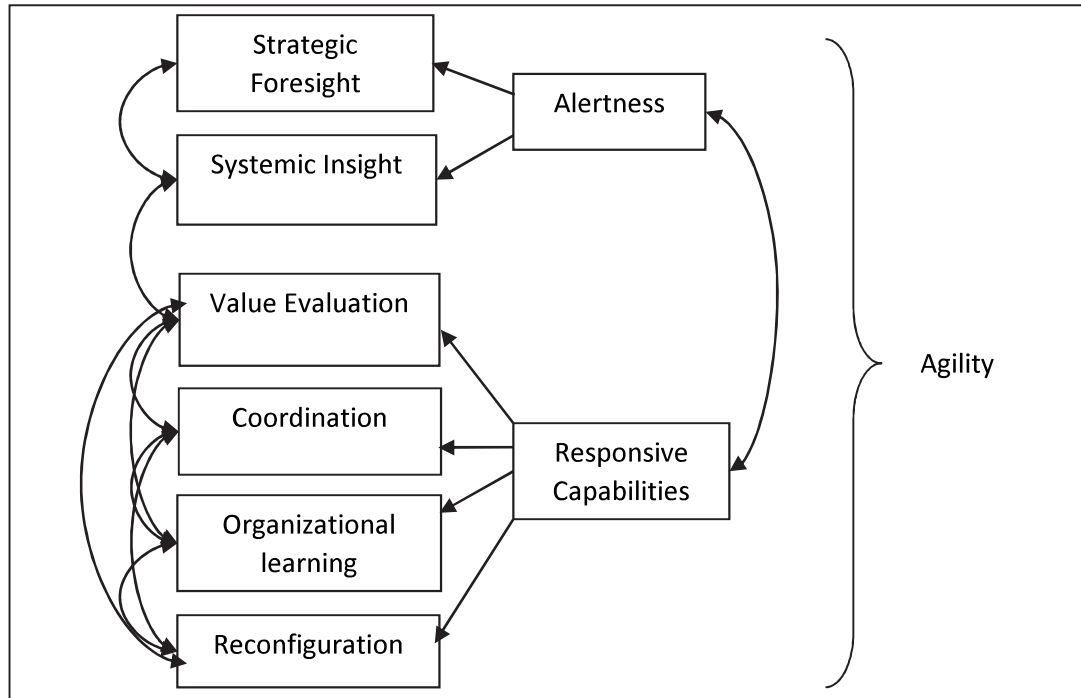 Strategic
Foresight
Alertness
Systemic Insight
Value Evaluation
Agility
Coordination
Responsive
Capabilities
Organizational
learning
Reconfiguration